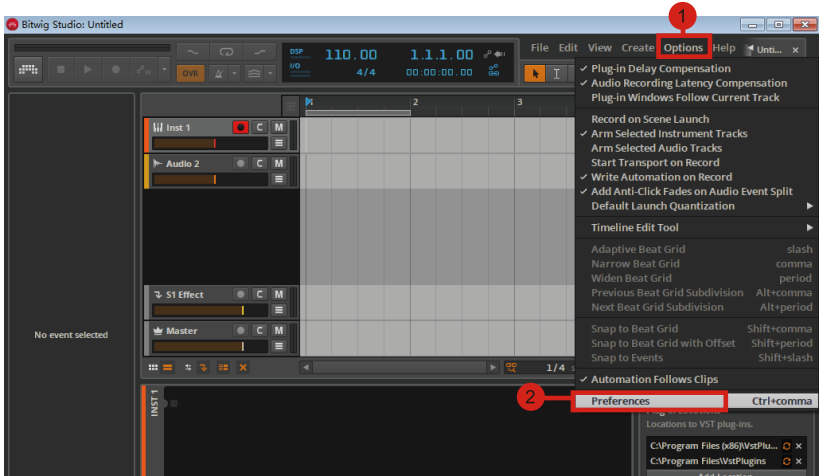 1
Bitwig Studio: Untitled
File Edit View Create Options Help Unti... x
DSP
I/O
110.00 1.1.1.00
4/4 00:00:00.00
OVR
Plug-in Delay Compensation
Audio Recording Latency Compensation
Plug-in Windows Follow Current Track
Record on Scene Launch
Arm Selected Instrument Tracks
Arm Selected Audio Tracks
Start Transport on Record
Write Automation on Record
Add Anti-Click Fades on Audio Event Split
Default Launch Quantization
Timeline Edit Tool
Adaptive Beat Grid slash
Narrow Beat Grid comma
Widen Beat Grid period
Previous Beat Grid Subdivision Alt+comma
Next Beat Grid Subdivision Alt+period
Snap to Beat Grid Shift+comma
Snap to Beat Grid with Offset Shift+period
Snap to Events Shift+slash
Automation Follows Clips
2
Preferences Ctrl+comma
2 3
Inst 1 C M
Audio 2 C M
S1 Effect C M
Master C M
No event selected
1/4
INST 1
Locations to VST plug-ins.
C:\Program Files (x86)\VstPlu... x
C:\Program Files\VstPlugins x